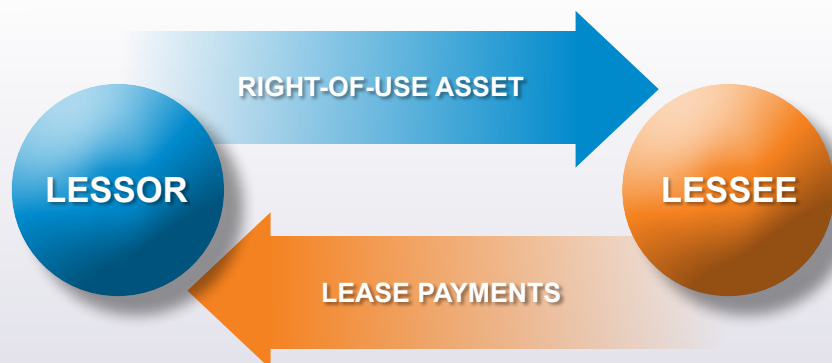 RIGHT-OF-USE ASSET
LESSOR
LESSEE
LEASE PAYMENTS